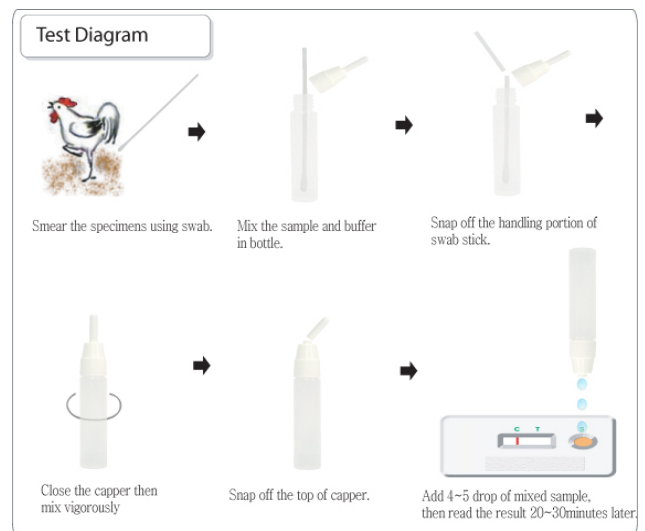 Test Diagram
Smear the specimens using swab.
Mix the sample and buffer
in bottle.
Snap off the handling portion of
swab stick.
Close the capper then
mix vigorously
Snap off the top of capper.
C T S
Add 4~5 drop of mixed sample,
then read the result 20~30minutes later.